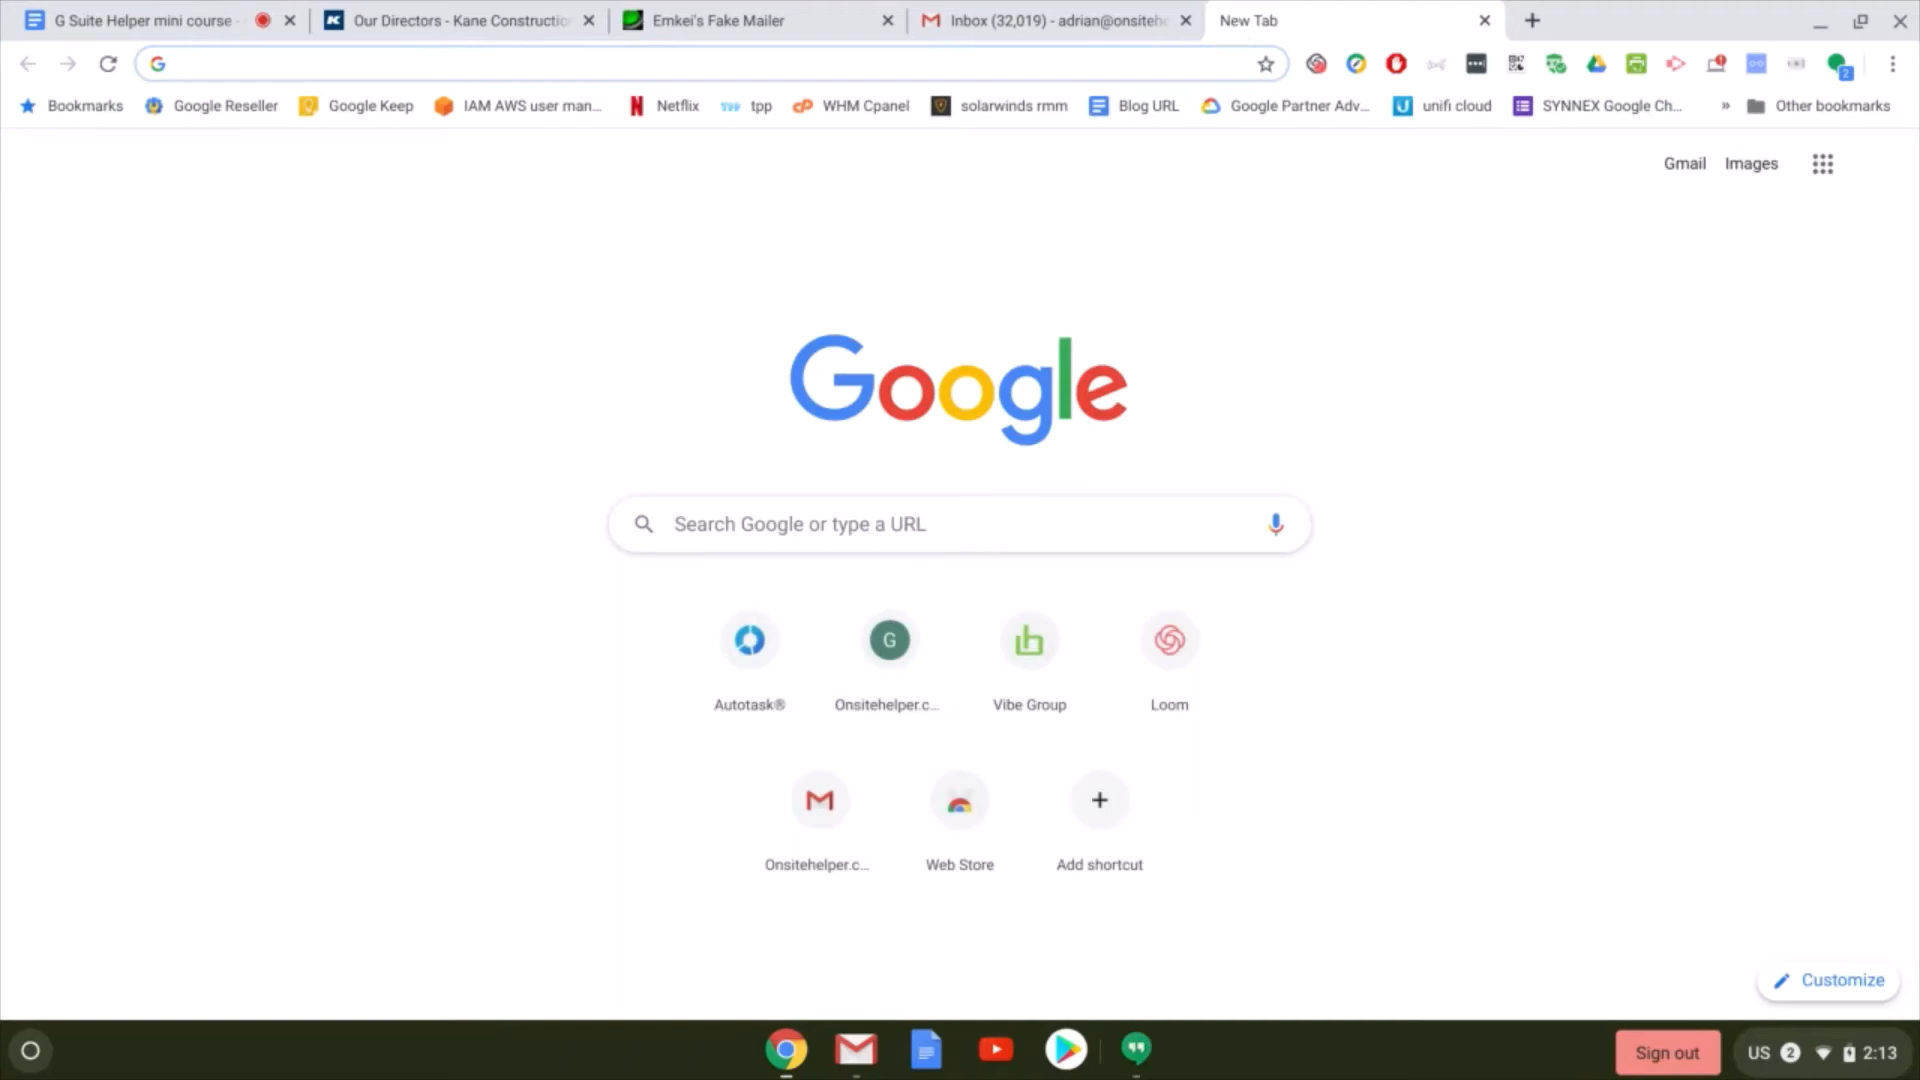 G Suite Helper mini course -
Our Directors - Kane Constructio
Emkei's Fake Mailer
Inbox (32,019) - adrian@onsitehe
New Tab
Bookmarks
Google Reseller
Google Keep
IAM AWS user man...
Netflix
tpp
WHM Cpanel
solarwinds rmm
Blog URL
Google Partner Adv...
unifi cloud
SYNNEX Google Ch...
»
Other bookmarks
Gmail
Images
Google
Search Google or type a URL
Autotask®
G
Onsitehelper.c...
Vibe Group
Loom
Onsitehelper.c...
Web Store
Add shortcut
Customize
Sign out
US 2 2:13